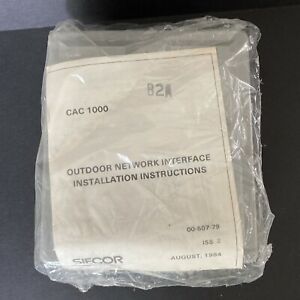 B2A
CAC 1000
OUTDOOR NETWORK INTERFACE
INSTALLATION INSTRUCTIONS
00-607-79
ISS 2
SIECOR
AUGUST, 1984